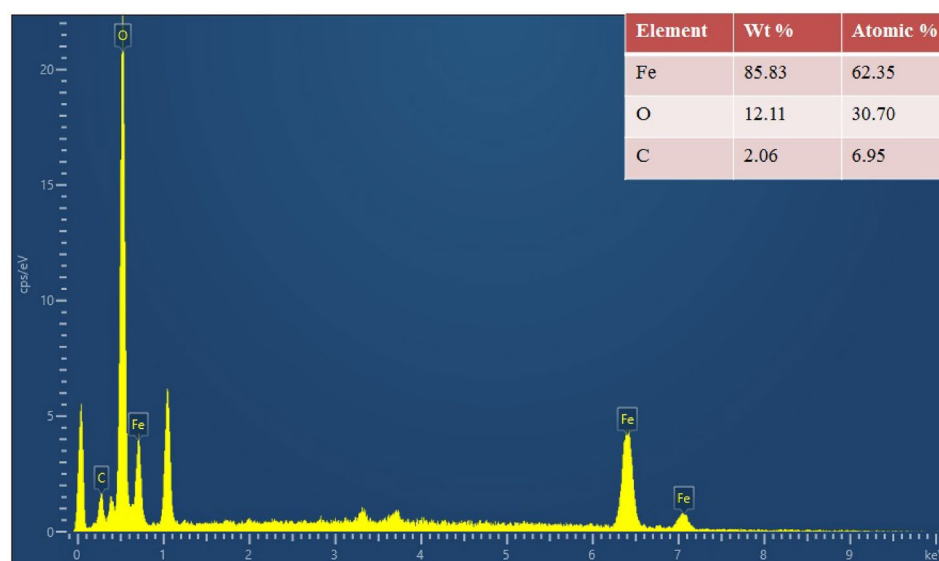 Element Wt % Atomic %
Fe 85.83 62.35
O 12.11 30.70
C 2.06 6.95
O
20
15
cps/eV
10
5
Fe
Fe
C
Fe
0
0 1 2 3 4 5 6 7 8 9 ke